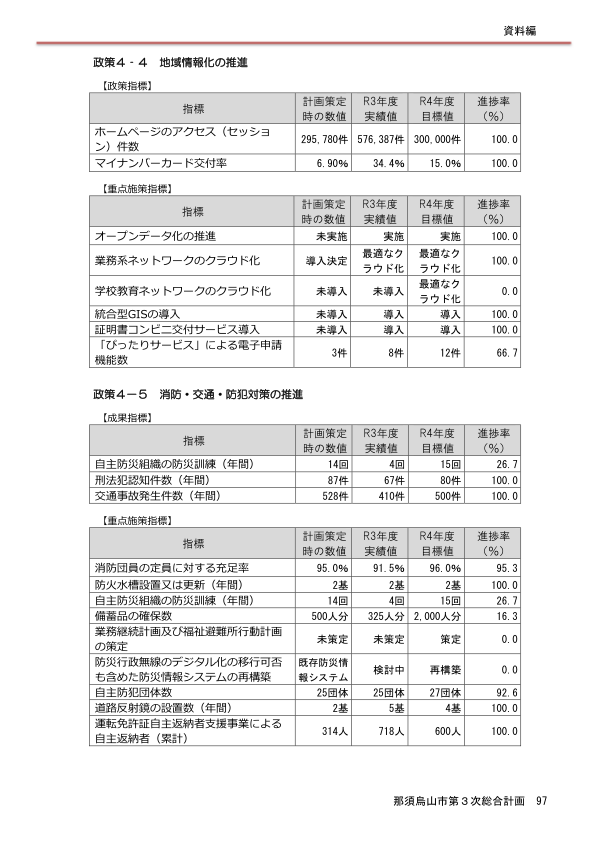 資料編
政策４‐４　地域情報化の推進
【政策指標】
指標 計画策定時の数値 R3年度実績値 R4年度目標値 進捗率（％）
ホームページのアクセス（セッション）件数 295,780件 576,387件 300,000件 100.0
マイナンバーカード交付率 6.90% 34.4% 15.0% 100.0
【重点施策指標】
指標 計画策定時の数値 R3年度実績値 R4年度目標値 進捗率（％）
オープンデータ化の推進 未実施 実施 実施 100.0
業務系ネットワークのクラウド化 導入決定 最適なクラウド化 最適なクラウド化 100.0
学校教育ネットワークのクラウド化 未導入 未導入 最適なクラウド化 0.0
統合型GISの導入 未導入 導入 導入 100.0
証明書コンビニ交付サービス導入 未導入 導入 導入 100.0
「ぴったりサービス」による電子申請機能数 3件 8件 12件 66.7
政策４－５　消防・交通・防犯対策の推進
【成果指標】
指標 計画策定時の数値 R3年度実績値 R4年度目標値 進捗率（％）
自主防災組織の防災訓練（年間） 14回 4回 15回 26.7
刑法犯認知件数（年間） 87件 67件 80件 100.0
交通事故発生件数（年間） 528件 410件 500件 100.0
【重点施策指標】
指標 計画策定時の数値 R3年度実績値 R4年度目標値 進捗率（％）
消防団員の定員に対する充足率 95.0% 91.5% 96.0% 95.3
防火水槽設置又は更新（年間） 2基 2基 2基 100.0
自主防災組織の防災訓練（年間） 14回 4回 15回 26.7
備蓄品の確保数 500人分 325人分 2,000人分 16.3
業務継続計画及び福祉避難所行動計画の策定 未策定 未策定 策定 0.0
防災行政無線のデジタル化の移行可否も含めた防災情報システムの再構築 既存防災情報システム 検討中 再構築 0.0
自主防犯団体数 25団体 25団体 27団体 92.6
道路反射鏡の設置数（年間） 2基 5基 4基 100.0
運転免許証自主返納者支援事業による自主返納者（累計） 314人 718人 600人 100.0
那須烏山市第３次総合計画　97